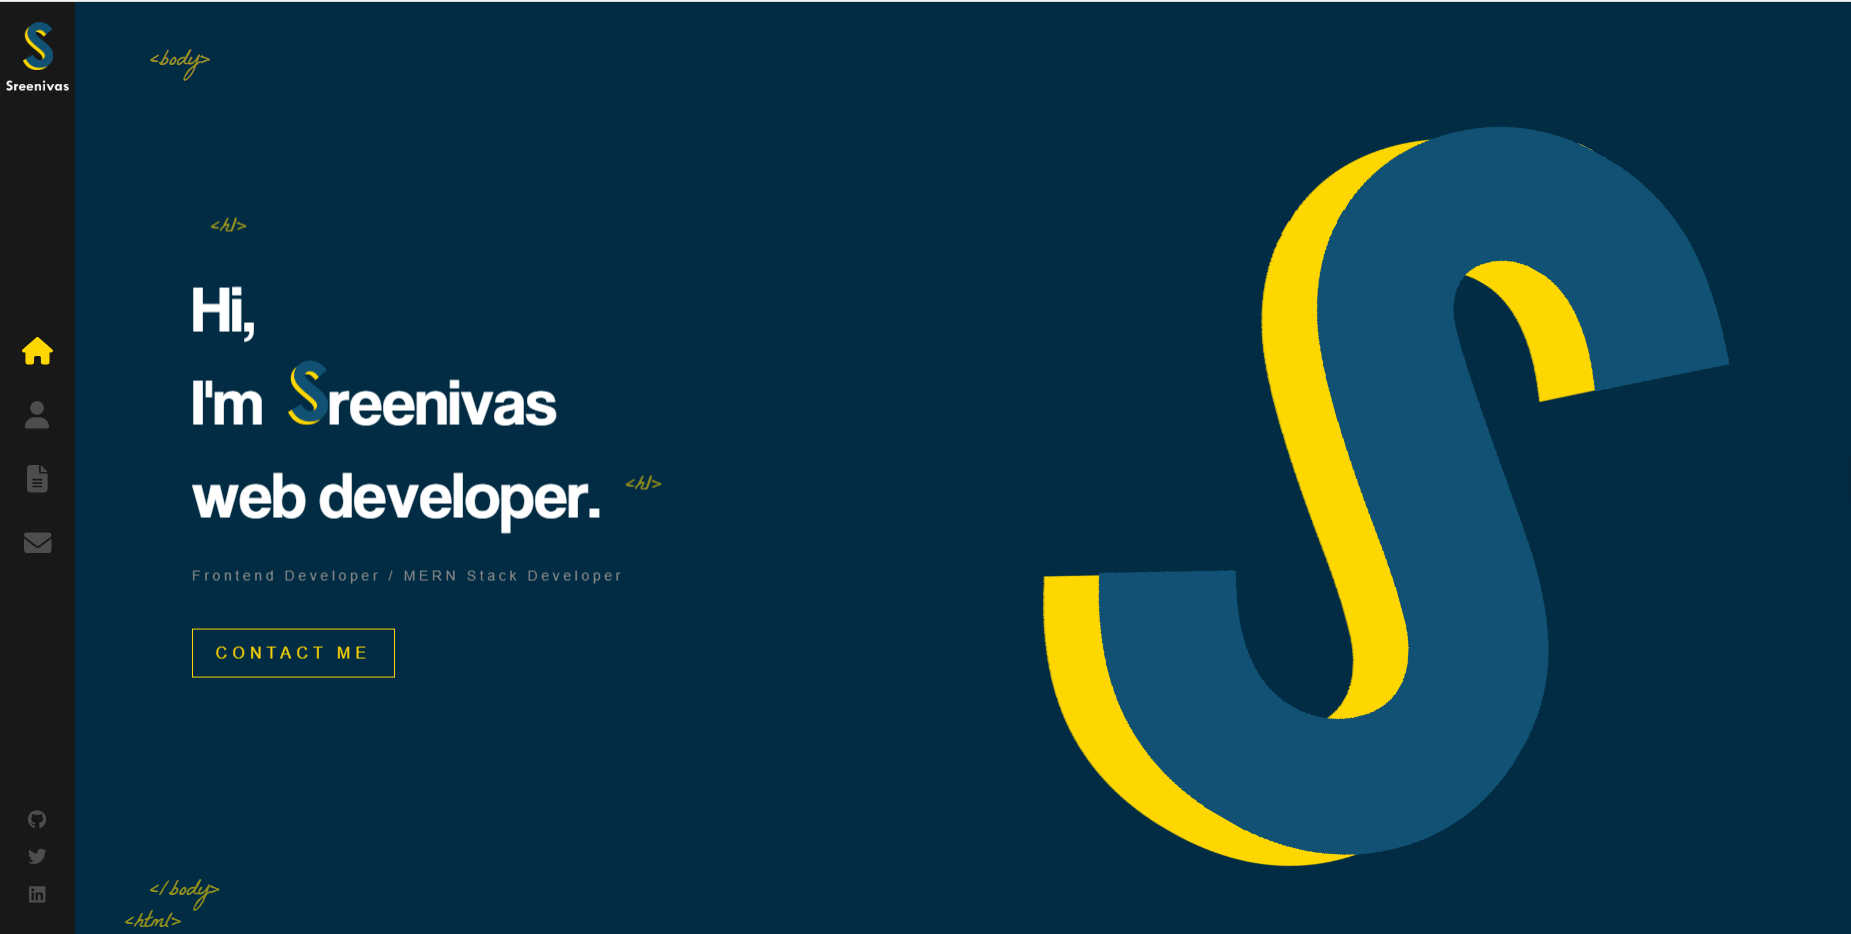 Sreenivas
<body>
<h1>
Hi,
I'm Sreenivas
web developer.
<h1>
Frontend Developer / MERN Stack Developer
CONTACT ME
</body>
<html>